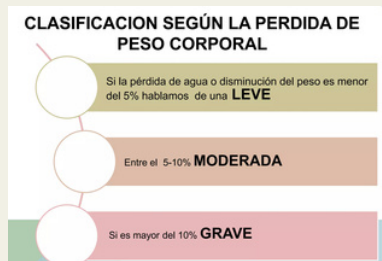 CLASIFICACION SEGÚN LA PERDIDA DE
PESO CORPORAL
Si la pérdida de agua o disminución del peso es menor
del 5% hablamos de una LEVE
Entre el 5-10% MODERADA
Si es mayor del 10% GRAVE